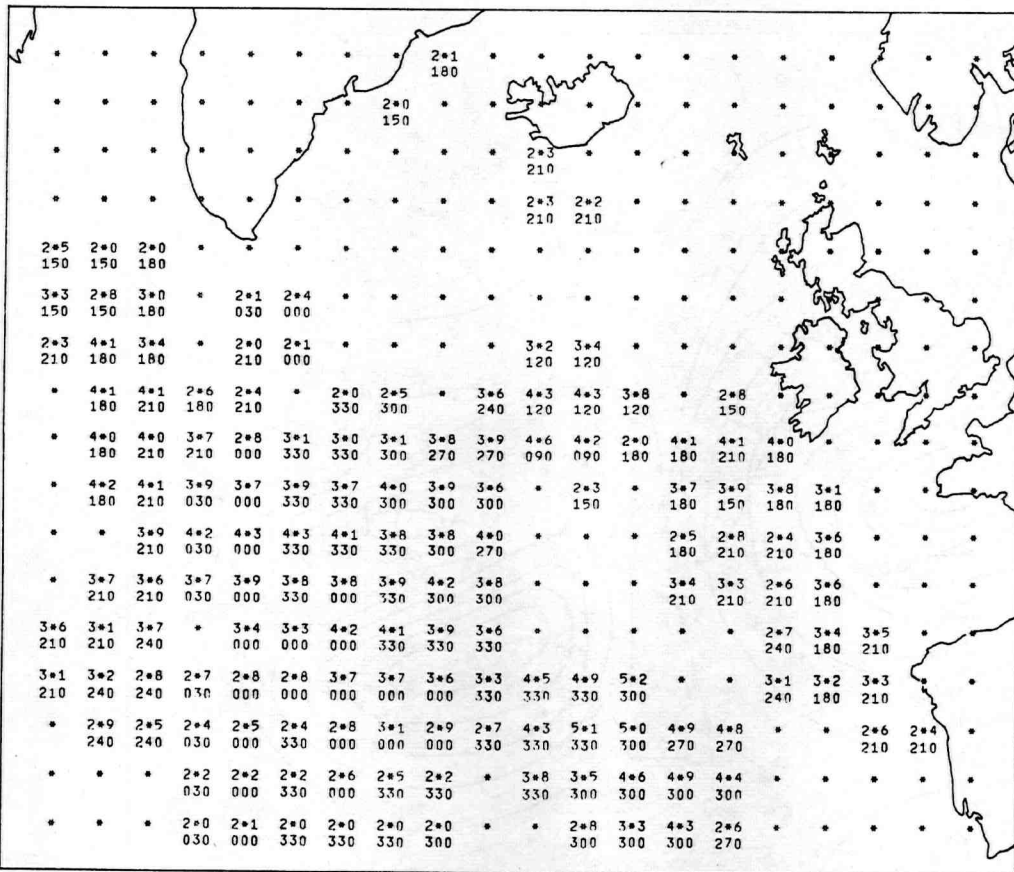 * * * * * * * * 2*1 * * * * * * * * * * *
180
* * * * * * * 2*0 * * * * * * * * * * * *
150
* * * * * * * * * * 2*3 * * * * * * * * *
210
* * * * * * * * * * 2*3 2*2 * * * * * * * *
210 210
2*5 2*0 2*0 * * * * * * * * * * * * * * * * *
150 150 180
3*3 2*8 3*0 * 2*1 2*4 * * * * * * * * * * * * * *
150 150 180 030 000
2*3 4*1 3*4 * 2*0 2*1 * * * * 3*2 3*4 * * * * * * * *
210 180 180 210 000 120 120
* 4*1 4*1 2*6 2*4 * 2*0 2*5 * 3*6 4*3 4*3 3*8 * 2*8 * * * * *
180 210 180 210 330 300 240 120 120 120 150
* 4*0 4*0 3*7 2*8 3*1 3*0 3*1 3*8 3*9 4*6 4*2 2*0 4*1 4*1 4*0 * * * *
180 210 210 000 330 330 300 270 270 090 090 180 180 210 180
* 4*2 4*1 3*9 3*7 3*9 3*7 4*0 3*9 3*6 * 2*3 * 3*7 3*9 3*8 3*1 * * *
180 210 030 000 330 330 300 300 300 150 180 150 180 180
* * 3*9 4*2 4*3 4*3 4*1 3*8 3*8 4*0 * * * 2*5 2*8 2*4 3*6 * * *
210 030 000 330 330 330 300 270 180 210 210 180
* 3*7 3*6 3*7 3*9 3*8 3*8 3*9 4*2 3*8 * * * 3*4 3*3 2*6 3*6 * * *
210 210 030 000 330 000 330 300 300 210 210 210 180
3*6 3*1 3*7 * 3*4 3*3 4*2 4*1 3*9 3*6 * * * * * 2*7 3*4 3*5 * *
210 210 240 000 000 000 330 330 330 240 180 210
3*1 3*2 2*8 2*7 2*8 2*8 3*7 3*7 3*6 3*3 4*5 4*9 5*2 * * 3*1 3*2 3*3 * *
210 240 240 030 000 000 000 000 000 330 330 330 300 240 180 210
* 2*9 2*5 2*4 2*5 2*4 2*8 3*1 2*9 2*7 4*3 5*1 5*0 4*9 4*8 * * 2*6 2*4 *
240 240 030 000 330 000 000 000 330 330 330 300 270 270 210 210
* * * 2*2 2*2 2*2 2*6 2*5 2*2 * 3*8 3*5 4*6 4*9 4*4 * * * * *
030 000 330 000 330 330 330 300 300 300 300
* * * 2*0 2*1 2*0 2*0 2*0 2*0 * * 2*8 3*3 4*3 2*6 * * * * *
030 000 330 330 330 300 300 300 300 270